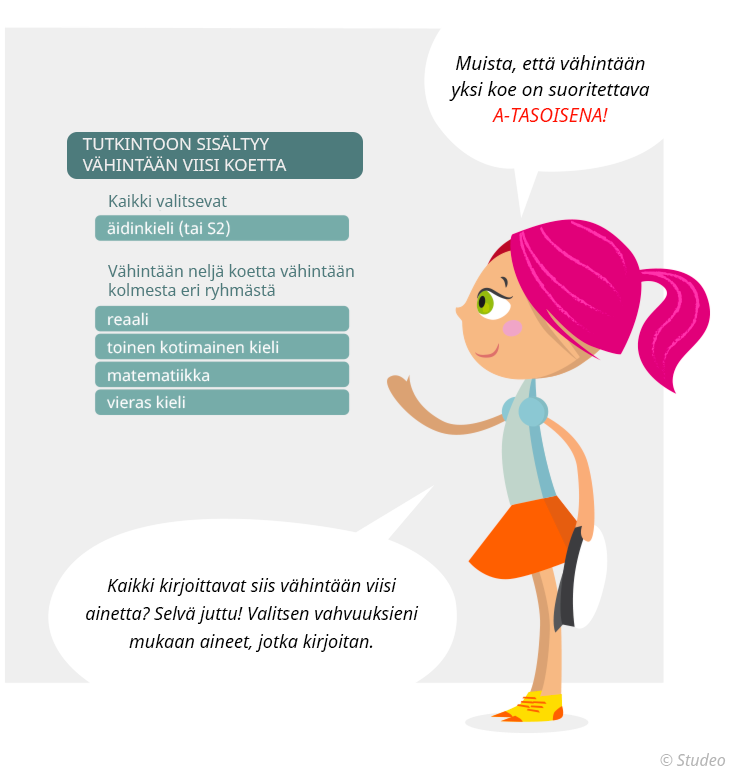 Muista, että vähintään
yksi koe on suoritettava
A-TASOISENA!
TUTKINTOON SISÄLTYY
VÄHINTÄÄN VIISI KOETTA
Kaikki valitsevat
äidinkieli (tai S2)
Vähintään neljä koetta vähintään
kolmesta eri ryhmästä
reaali
toinen kotimainen kieli
matematiikka
vieras kieli
Kaikki kirjoittavat siis vähintään viisi
ainetta? Selvä juttu! Valitsen vahvuuksieni
mukaan aineet, jotka kirjoitan.
© Studeo